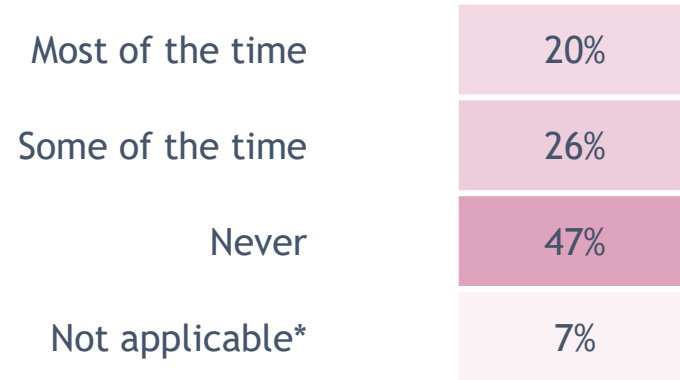 Most of the time 20%
Some of the time 26%
Never 47%
Not applicable* 7%